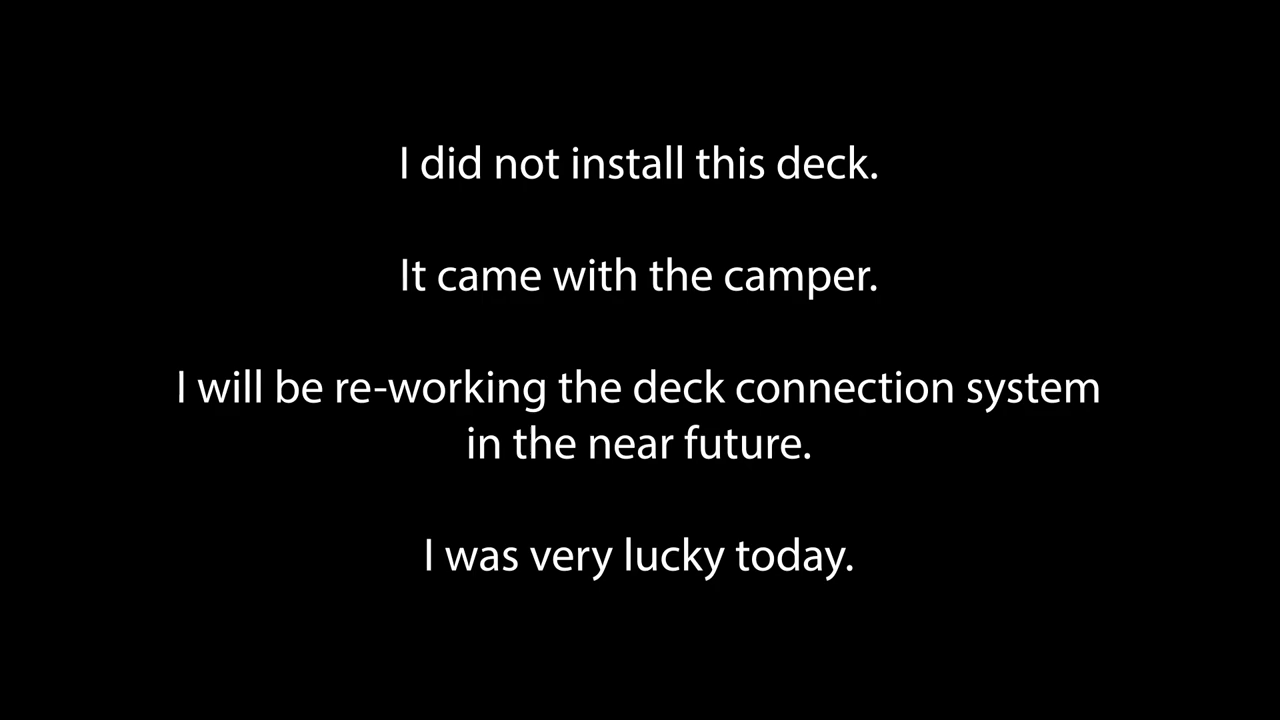 I did not install this deck.
It came with the camper.
I will be re-working the deck connection system
in the near future.
I was very lucky today.